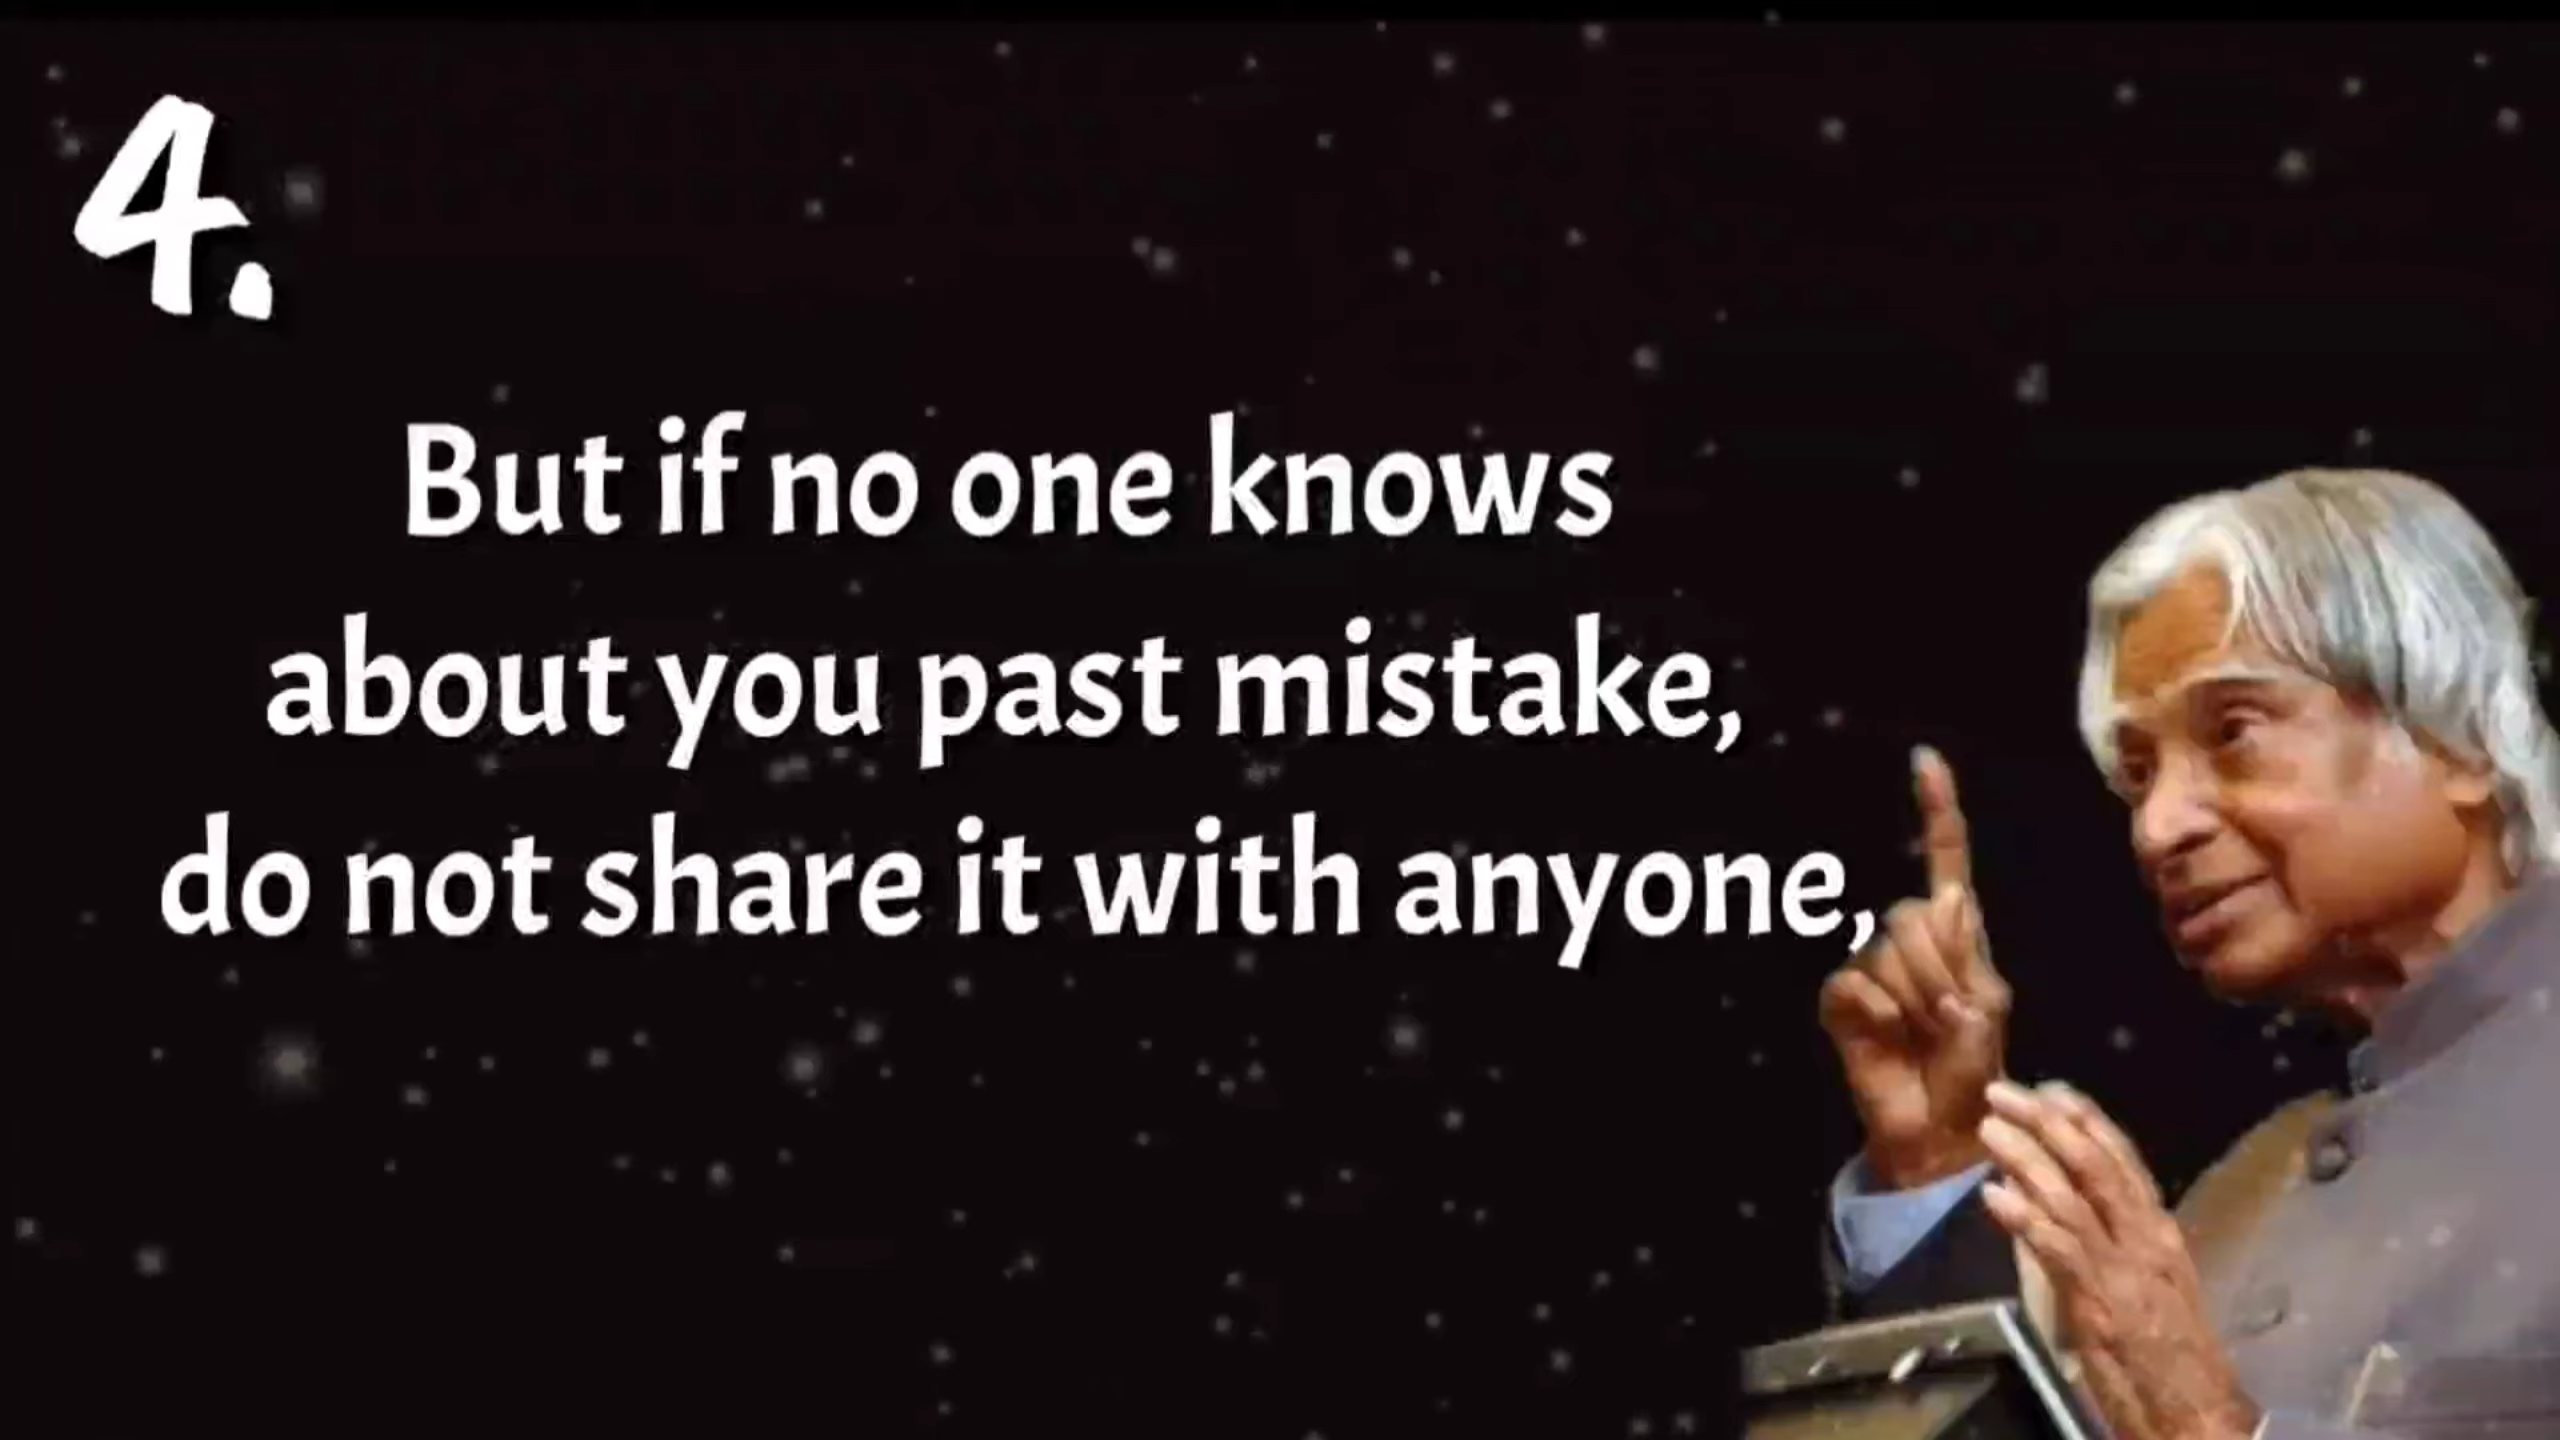 4.
But if no one knows
about you past mistake,
do not share it with anyone,